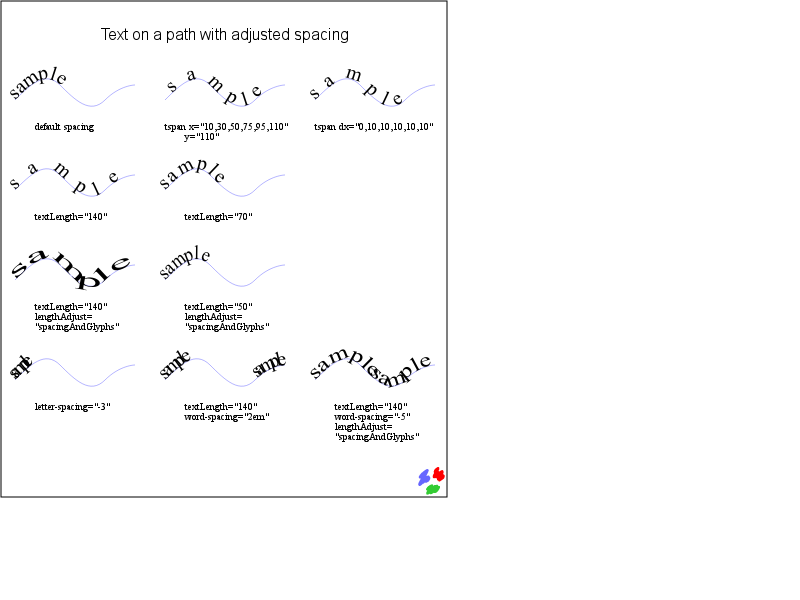 Text on a path with adjusted spacing
sample
sample
sample
default spacing
tspan x="10,30,50,75,95,110"
y="110"
tspan dx="0,10,10,10,10,10"
sample
sample
textLength="140"
textLength="70"
sample
sample
textLength="140"
lengthAdjust=
"spacingAndGlyphs"
textLength="50"
lengthAdjust=
"spacingAndGlyphs"
sample
sample sample
sample sample
letter-spacing="-3"
textLength="140"
word-spacing="2em"
textLength="140"
word-spacing="-5"
lengthAdjust=
"spacingAndGlyphs"